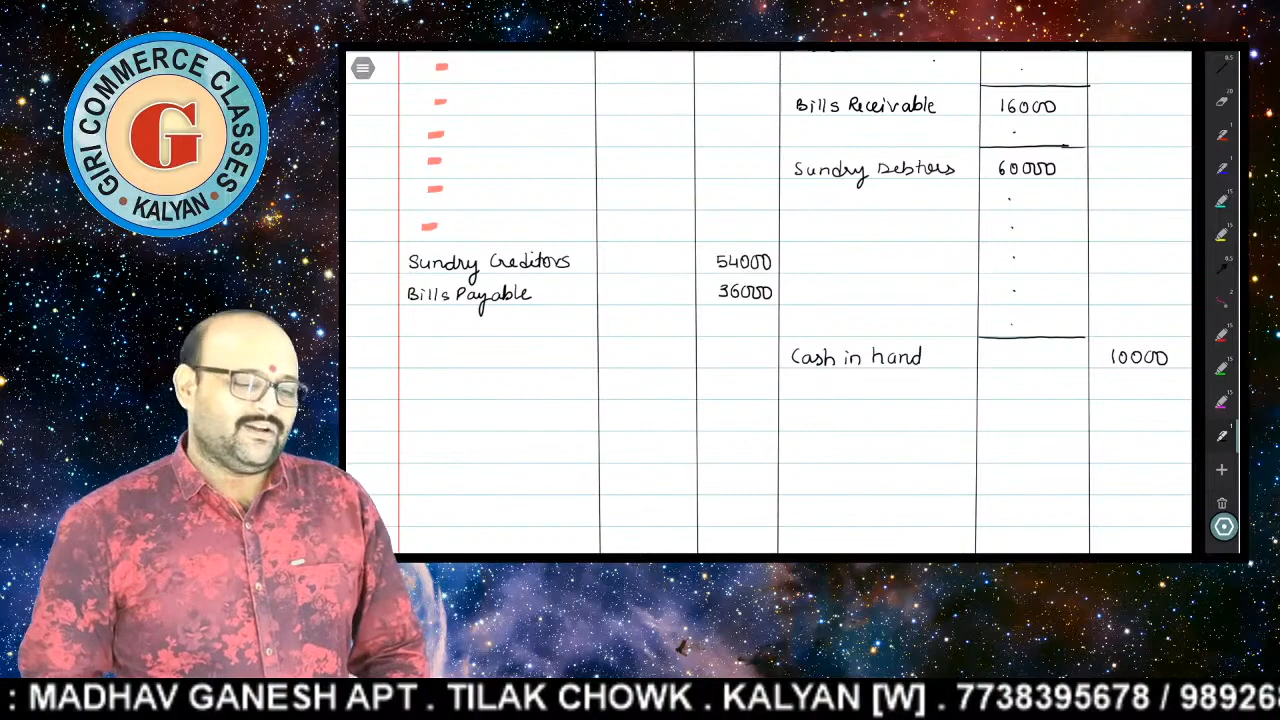 GIRI COMMERCE CLASSES
G
• KALYAN •
Bills Receivable 16000
Sundry Debtors 60000
Sundry Creditors 54000
Bills Payable 36000
Cash in hand 10000
: MADHAV GANESH APT . TILAK CHOWK . KALYAN [W] . 7738395678 / 98926